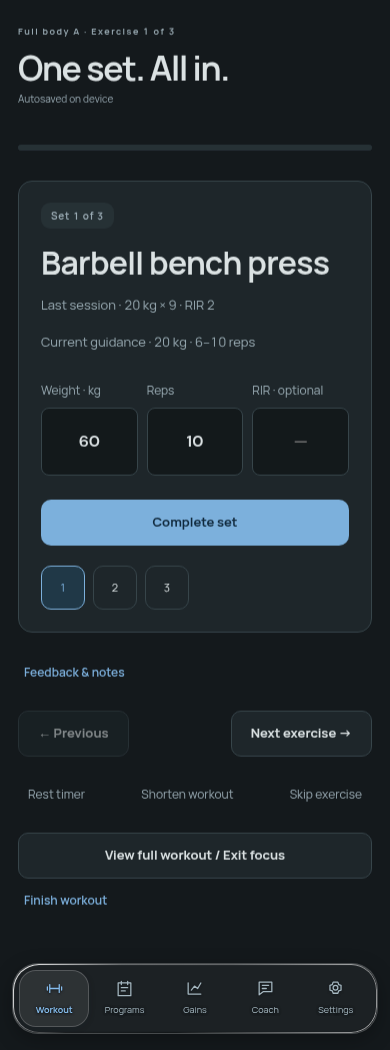 Full body A · Exercise 1 of 3
One set. All in.
Autosaved on device
Set 1 of 3
Barbell bench press
Last session · 20 kg × 9 · RIR 2
Current guidance · 20 kg · 6–10 reps
Weight · kg Reps RIR · optional
60 10 —
Complete set
1 2 3
Feedback & notes
← Previous Next exercise →
Rest timer Shorten workout Skip exercise
View full workout / Exit focus
Finish workout
Workout Programs Gains Coach Settings